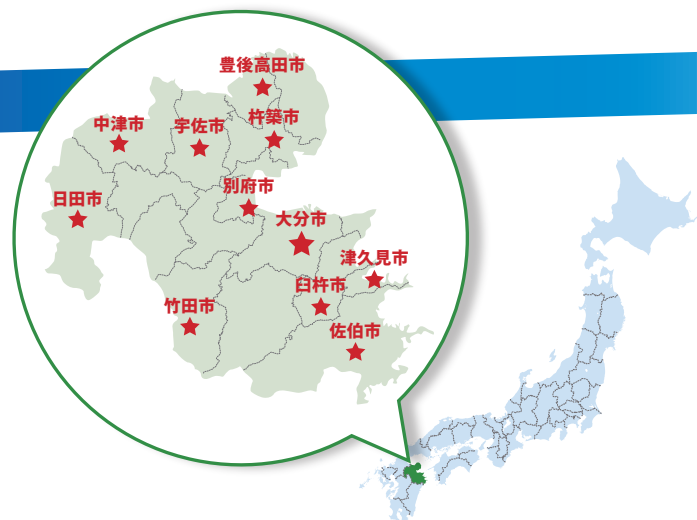 豊後高田市
杵築市
中津市
宇佐市
別府市
日田市
大分市
津久見市
臼杵市
竹田市
佐伯市